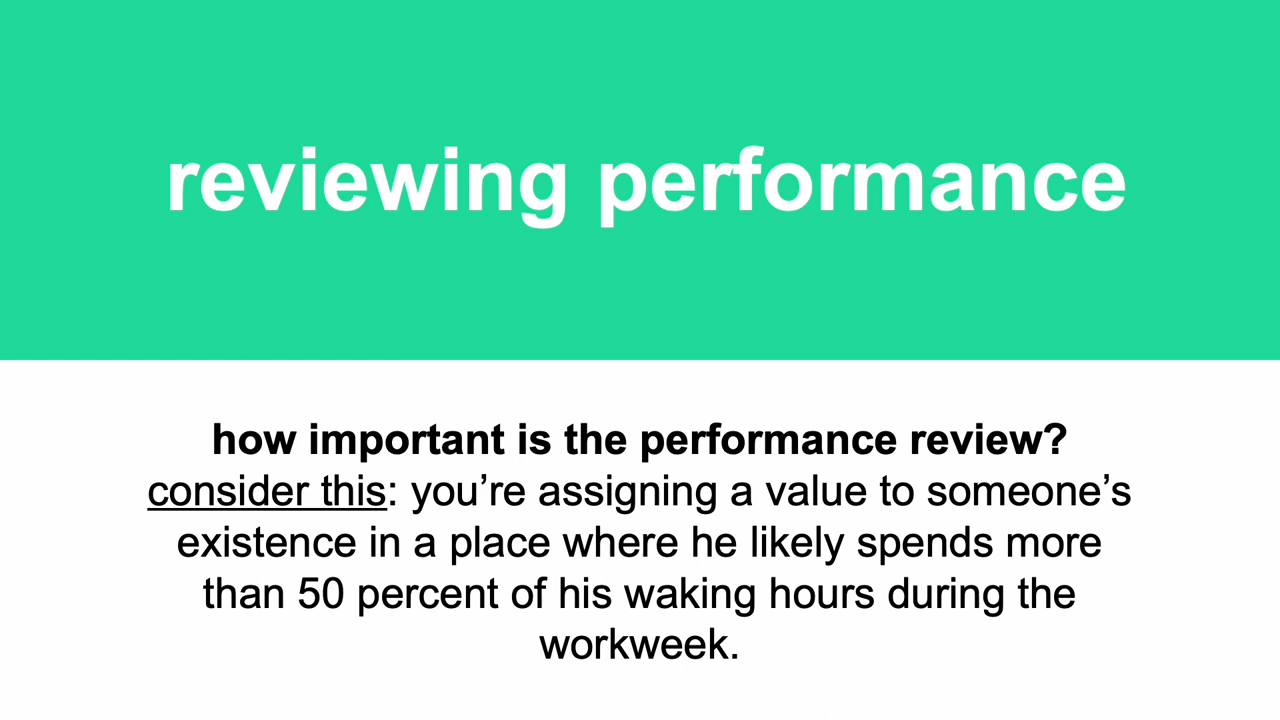 reviewing performance
how important is the performance review?
consider this: you’re assigning a value to someone’s
existence in a place where he likely spends more
than 50 percent of his waking hours during the
workweek.